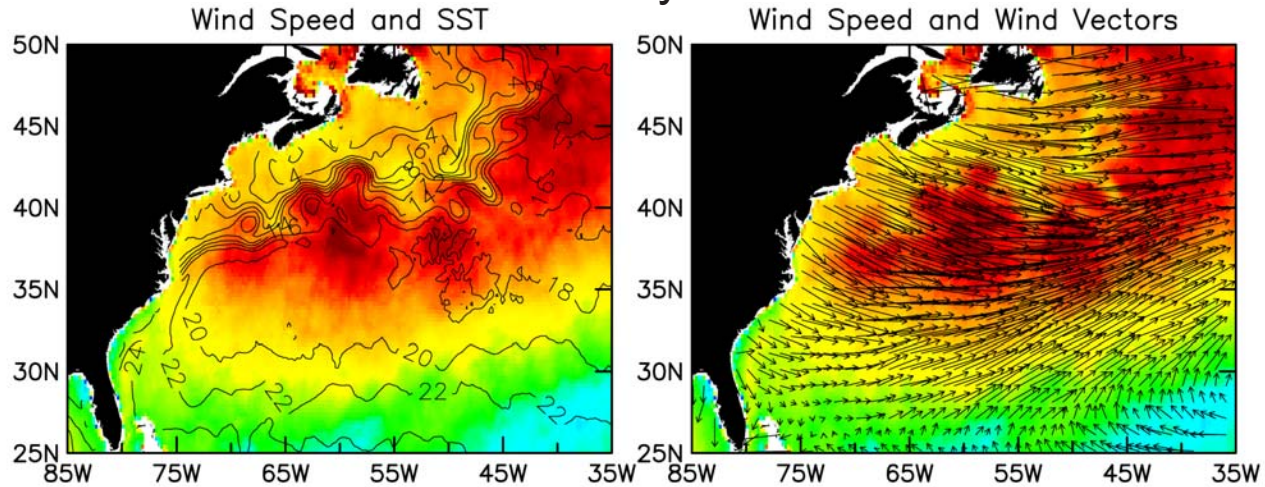 Wind Speed and SST
50N
45N
40N
35N
30N
25N
85W 75W 65W 55W 45W 35W
4
14
16
18
20
20
22
22
22
22
24
Wind Speed and Wind Vectors
50N
45N
40N
35N
30N
25N
85W 75W 65W 55W 45W 35W